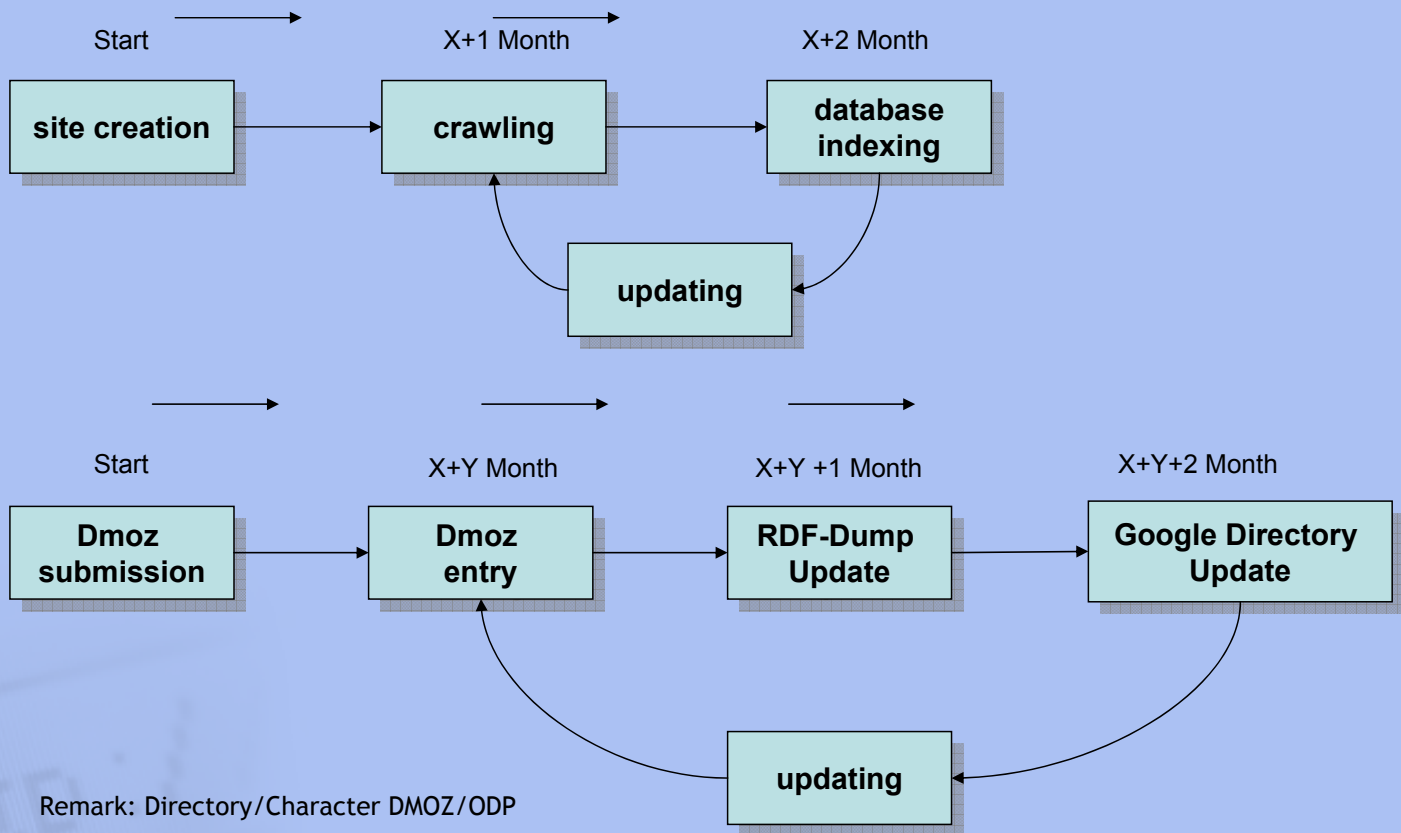 Start
X+1 Month
X+2 Month
site creation
crawling
database
indexing
updating
Start
X+Y Month
X+Y +1 Month
X+Y+2 Month
Dmoz
submission
Dmoz
entry
RDF-Dump
Update
Google Directory
Update
updating
Remark: Directory/Character DMOZ/ODP